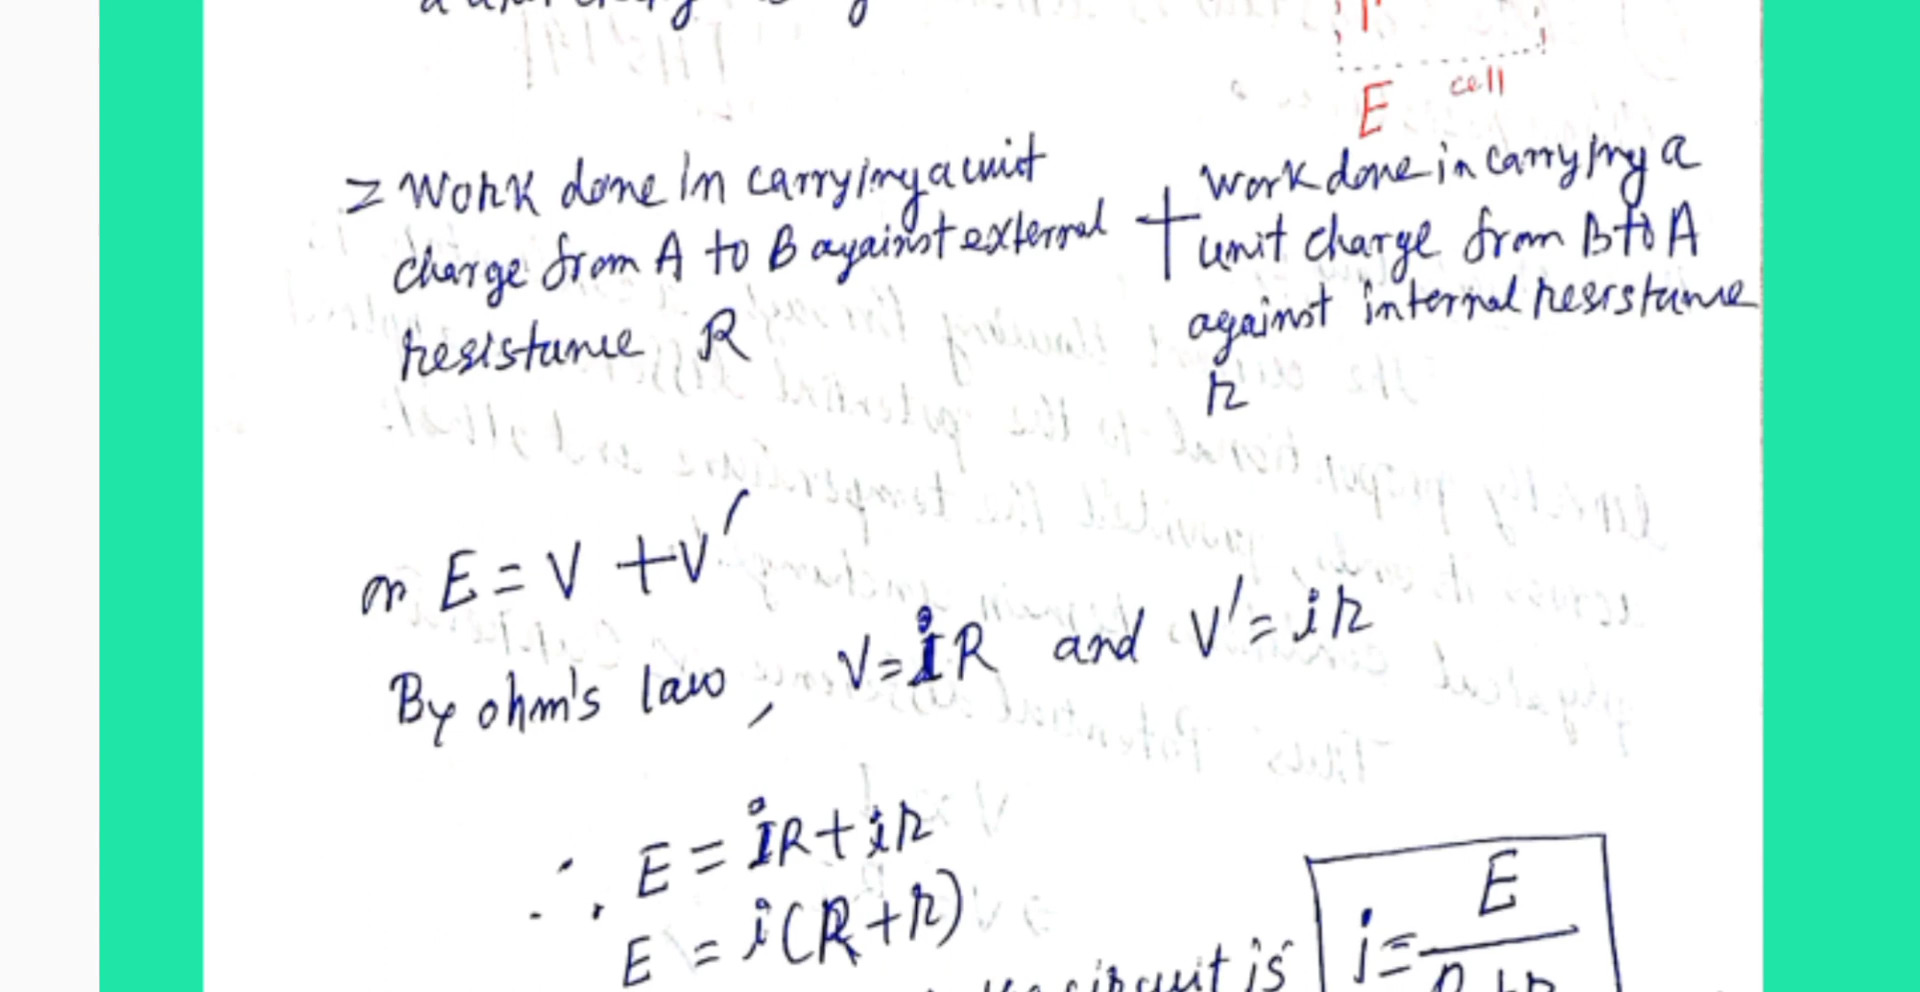 cell
E
= Work done in carrying a unit
charge from A to B against external
resistance R
+
work done in carrying a
unit charge from B to A
against internal resistance
r
or E = V + V'
By ohm's law, V = iR and V' = ir
∴ E = iR + ir
E = i(R+r)
circuit is i = E